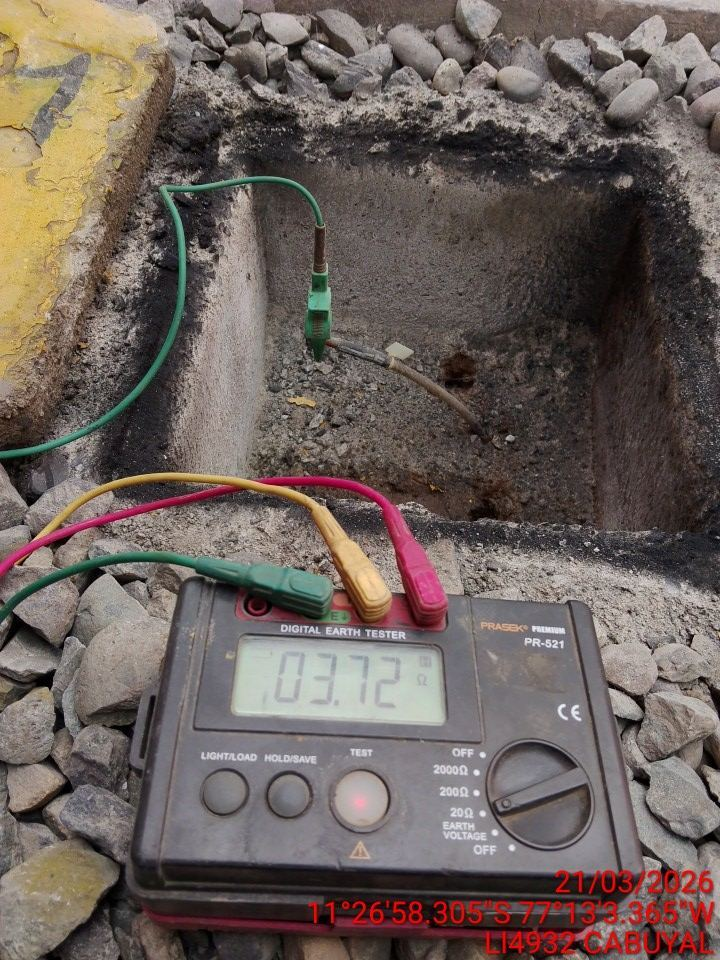 E
DIGITAL EARTH TESTER
PRASEK® PREMIUM
PR-521
03.72 Ω
CE
LIGHT/LOAD HOLD/SAVE TEST
OFF
2000Ω
200Ω
20Ω
EARTH
VOLTAGE
OFF
21/03/2026
11°26'58.305"S 77°13'3.365"W
LI4932 CABUYAL